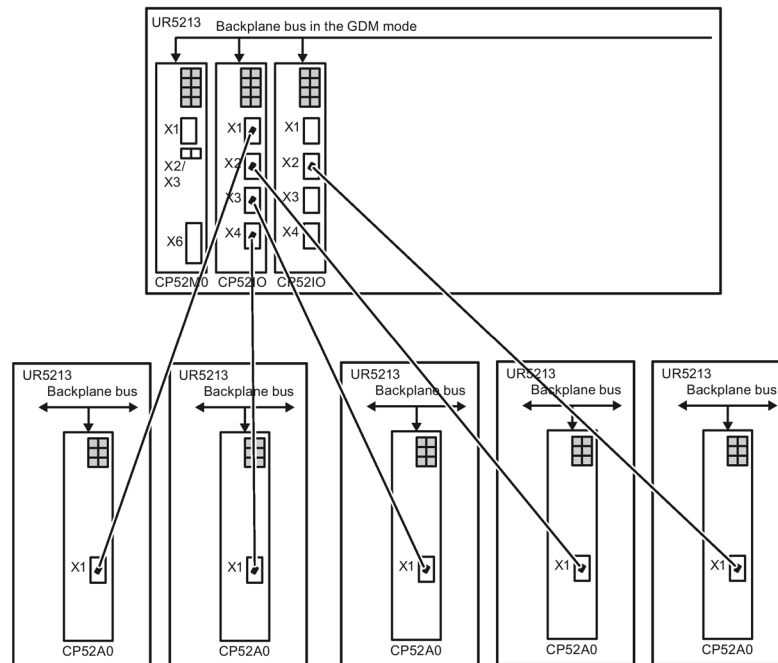 UR5213
Backplane bus in the GDM mode
X1 X1 X1
X2/ X2 X2
X3 X3 X3
X6 X4 X4
CP52M0 CP52IO CP52IO
UR5213 UR5213 UR5213 UR5213 UR5213
Backplane bus Backplane bus Backplane bus Backplane bus Backplane bus
X1 X1 X1 X1 X1
CP52A0 CP52A0 CP52A0 CP52A0 CP52A0